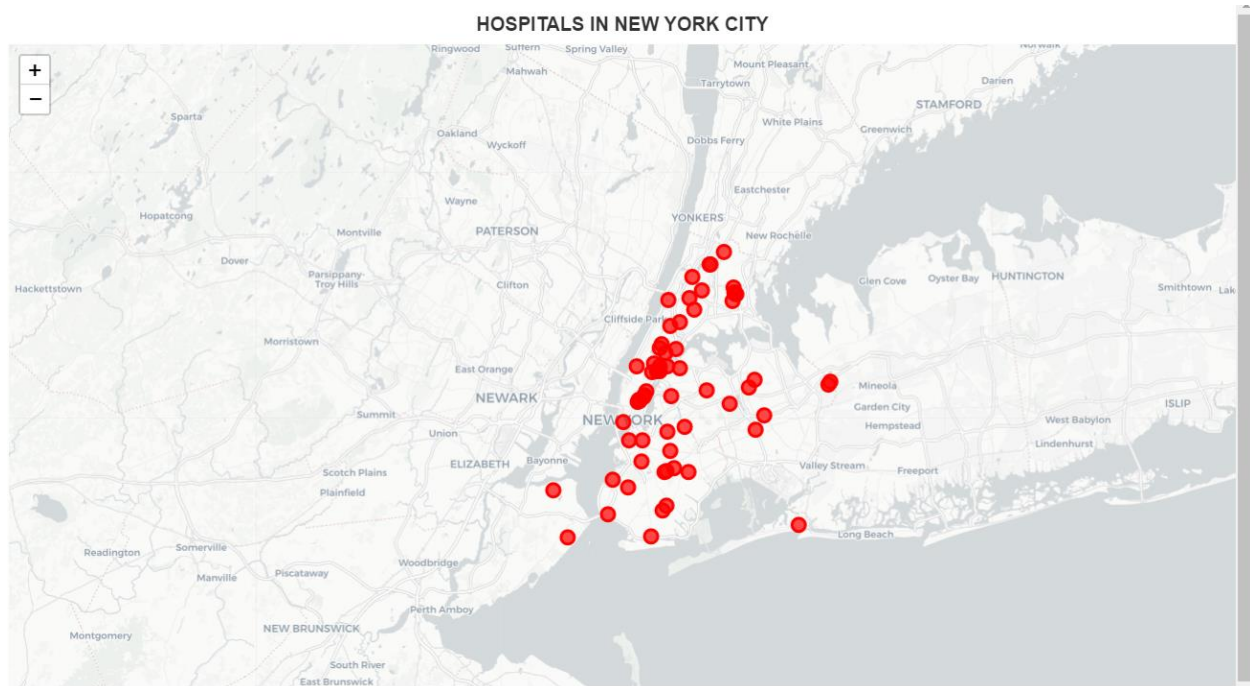 HOSPITALS IN NEW YORK CITY
+
−
Ringwood
Suffern
Spring Valley
Mahwah
Mount Pleasant
Tarrytown
Darien
Sparta
STAMFORD
White Plains
Greenwich
Oakland
Wyckoff
Dobbs Ferry
Eastchester
Wayne
Hopatcong
YONKERS
Montville
PATERSON
New Rochelle
Dover
Parsippany-
Troy Hills
Clifton
Glen Cove
Oyster Bay
HUNTINGTON
Hackettstown
Smithtown
Cliffside Park
Morristown
East Orange
Mineola
NEWARK
Garden City
ISLIP
Summit
NEW YORK
Hempstead
West Babylon
Union
Lindenhurst
ELIZABETH
Bayonne
Valley Stream
Freeport
Scotch Plains
Plainfield
Long Beach
Readington
Somerville
Woodbridge
Manville
Piscataway
Perth Amboy
Montgomery
NEW BRUNSWICK
South River
East Brunswick